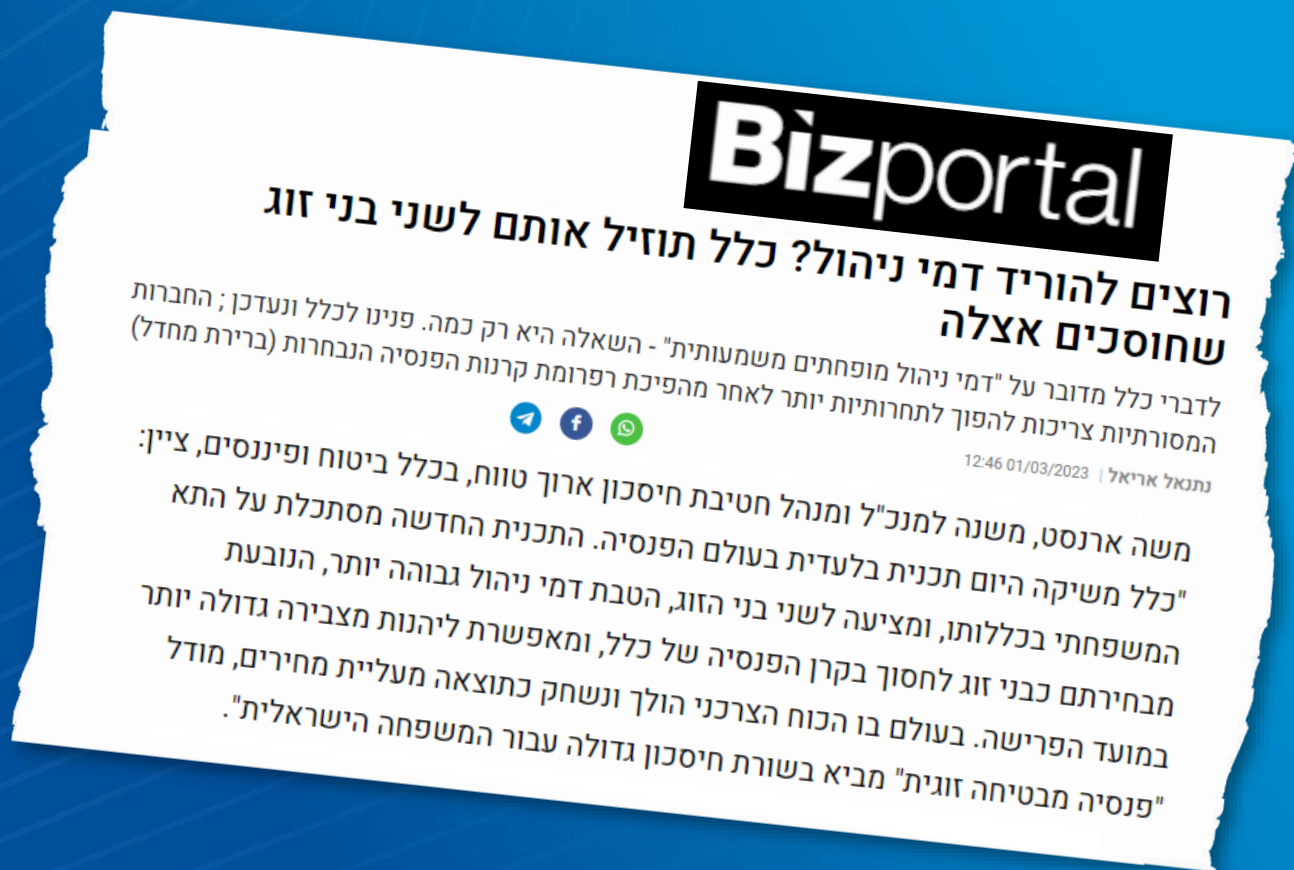 Bizportal
רוצים להוריד דמי ניהול? כלל תוזיל אותם לשני בני זוג
שחוסכים אצלה
לדברי כלל מדובר על "דמי ניהול מופחתים משמעותית" - השאלה היא רק כמה. פנינו לכלל ונעדכן ; החברות
המסורתיות צריכות להפוך לתחרותיות יותר לאחר מהפיכת רפרומת קרנות הפנסיה הנבחרות (ברירת מחדל)
נתנאל אריאל | 01/03/2023 12:46
משה ארנסט, משנה למנכ"ל ומנהל חטיבת חיסכון ארוך טווח, בכלל ביטוח ופיננסים, ציין:
"כלל משיקה היום תכנית בלעדית בעולם הפנסיה. התכנית החדשה מסתכלת על התא
המשפחתי בכללותו, ומציעה לשני בני הזוג, הטבת דמי ניהול גבוהה יותר, הנובעת
מבחירתם כבני זוג לחסוך בקרן הפנסיה של כלל, ומאפשרת ליהנות מצבירה גדולה יותר
במועד הפרישה. בעולם בו הכוח הצרכני הולך ונשחק כתוצאה מעליית מחירים, מודל
"פנסיה מבטיחה זוגית" מביא בשורת חיסכון גדולה עבור המשפחה הישראלית".